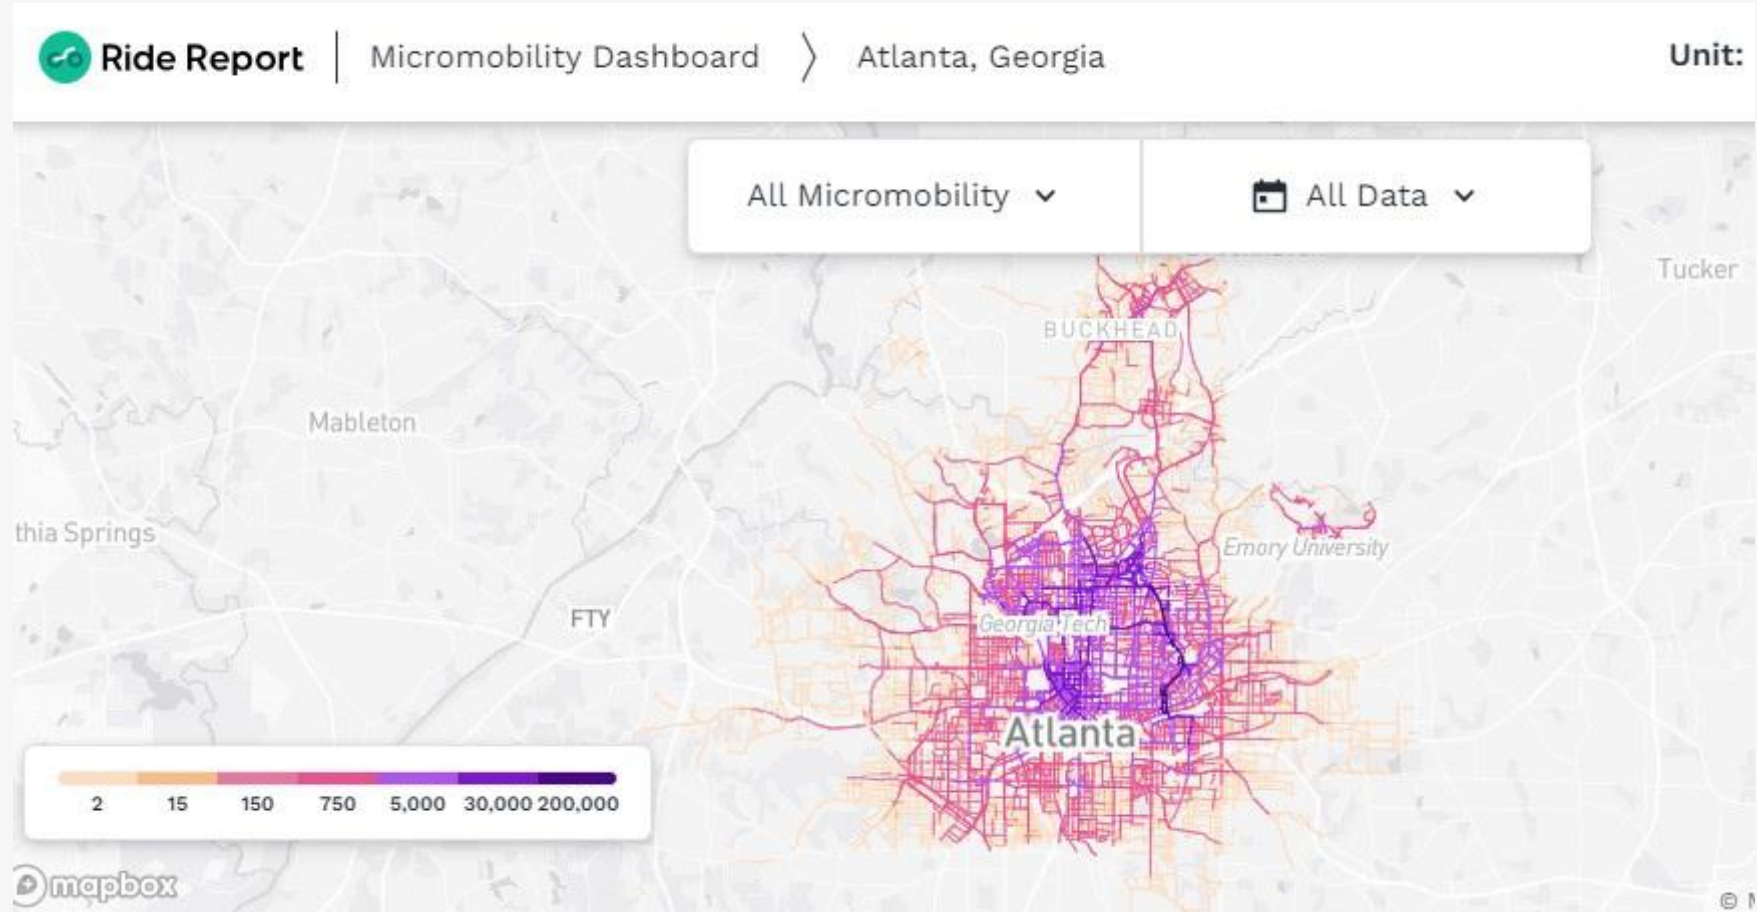 Ride Report
Micromobility Dashboard 〉 Atlanta, Georgia
Unit:
All Micromobility
All Data
Tucker
BUCKHEAD
Mableton
thia Springs
Emory University
FTY
Georgia Tech
Atlanta
2 15 150 750 5,000 30,000 200,000
mapbox
©